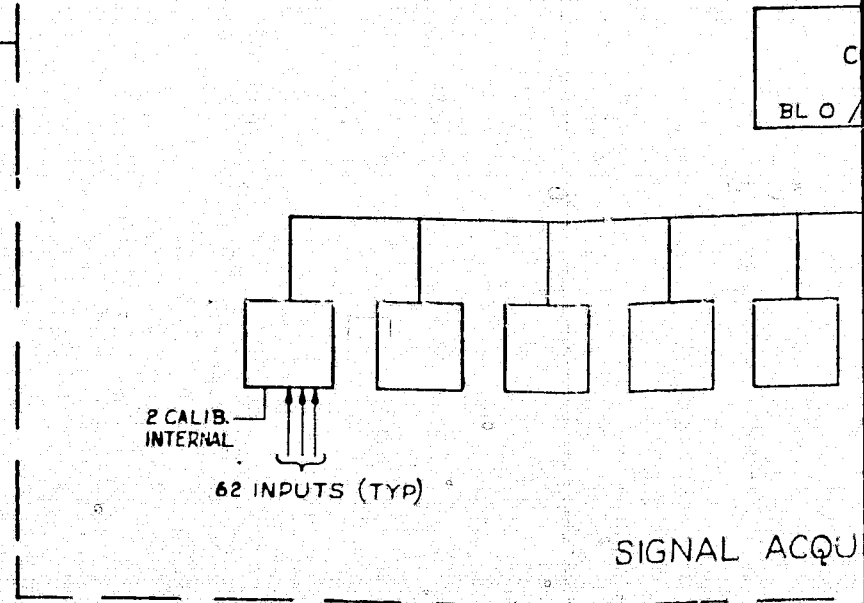 C
BL O /
2 CALIB.
INTERNAL
62 INPUTS (TYP)
SIGNAL ACQU